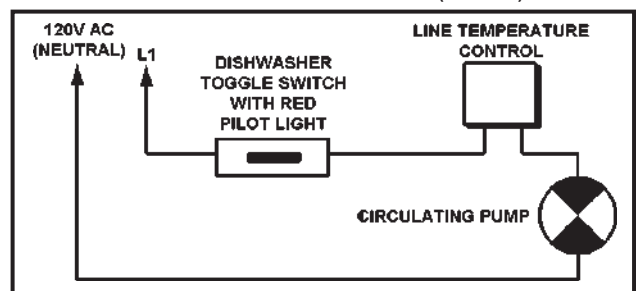 120V AC
(NEUTRAL) L1
DISHWASHER
TOGGLE SWITCH
WITH RED
PILOT LIGHT
LINE TEMPERATURE
CONTROL
CIRCULATING PUMP